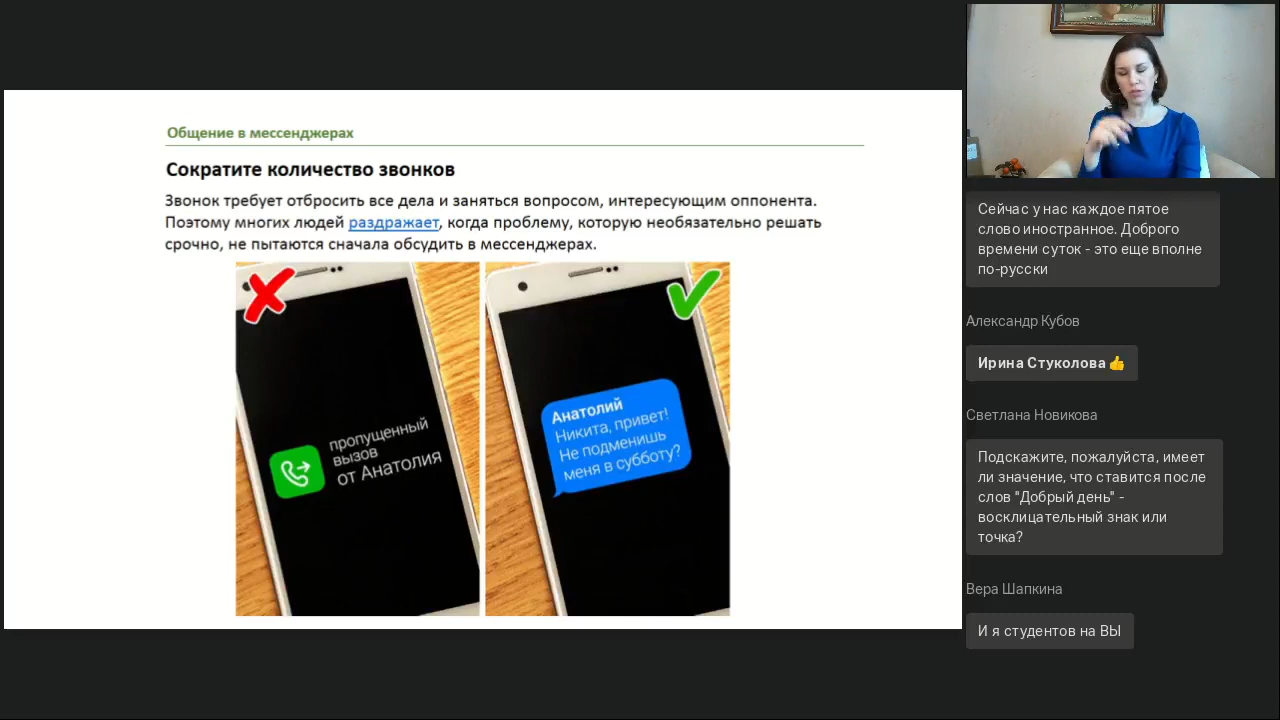 Общение в мессенджерах
Сократите количество звонков
Звонок требует отбросить все дела и заняться вопросом, интересующим оппонента.
Поэтому многих людей раздражает, когда проблему, которую необязательно решать
срочно, не пытаются сначала обсудить в мессенджерах.
пропущенный
вызов
от Анатолия
Анатолий
Никита, привет!
Не подменишь
меня в субботу?
Сейчас у нас каждое пятое
слово иностранное. Доброго
времени суток - это еще вполне
по-русски
Александр Кубов
Ирина Стуколова 👍
Светлана Новикова
Подскажите, пожалуйста, имеет
ли значение, что ставится после
слов "Добрый день" -
восклицательный знак или
точка?
Вера Шапкина
И я студентов на ВЫ